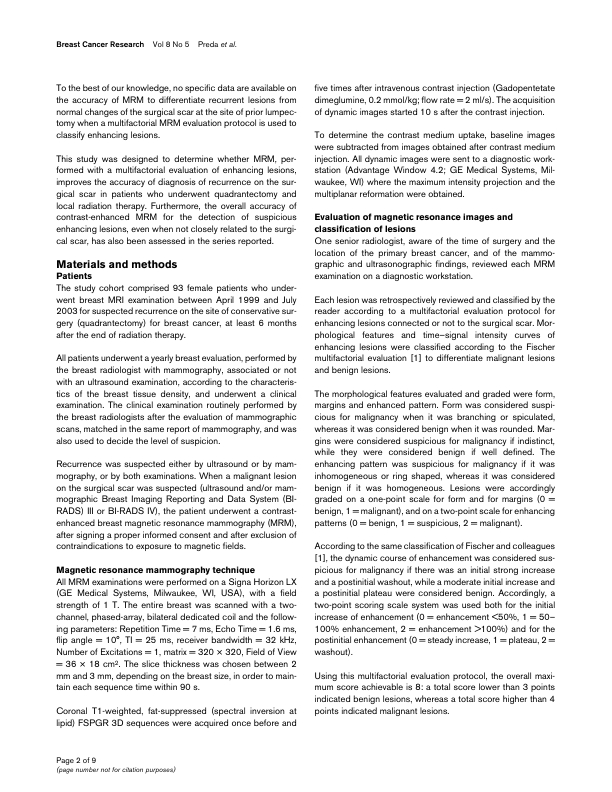 Breast Cancer Research Vol 8 No 5 Preda et al.
To the best of our knowledge, no specific data are available on
the accuracy of MRM to differentiate recurrent lesions from
normal changes of the surgical scar at the site of prior lumpec-
tomy when a multifactorial MRM evaluation protocol is used to
classify enhancing lesions.
This study was designed to determine whether MRM, per-
formed with a multifactorial evaluation of enhancing lesions,
improves the accuracy of diagnosis of recurrence on the sur-
gical scar in patients who underwent quadrantectomy and
local radiation therapy. Furthermore, the overall accuracy of
contrast-enhanced MRM for the detection of suspicious
enhancing lesions, even when not closely related to the surgi-
cal scar, has also been assessed in the series reported.
Materials and methods
Patients
The study cohort comprised 93 female patients who under-
went breast MRI examination between April 1999 and July
2003 for suspected recurrence on the site of conservative sur-
gery (quadrantectomy) for breast cancer, at least 6 months
after the end of radiation therapy.
All patients underwent a yearly breast evaluation, performed by
the breast radiologist with mammography, associated or not
with an ultrasound examination, according to the characteris-
tics of the breast tissue density, and underwent a clinical
examination. The clinical examination routinely performed by
the breast radiologists after the evaluation of mammographic
scans, matched in the same report of mammography, and was
also used to decide the level of suspicion.
Recurrence was suspected either by ultrasound or by mam-
mography, or by both examinations. When a malignant lesion
on the surgical scar was suspected (ultrasound and/or mam-
mographic Breast Imaging Reporting and Data System (BI-
RADS) III or BI-RADS IV), the patient underwent a contrast-
enhanced breast magnetic resonance mammography (MRM),
after signing a proper informed consent and after exclusion of
contraindications to exposure to magnetic fields.
Magnetic resonance mammography technique
All MRM examinations were performed on a Signa Horizon LX
(GE Medical Systems, Milwaukee, WI, USA), with a field
strength of 1 T. The entire breast was scanned with a two-
channel, phased-array, bilateral dedicated coil and the follow-
ing parameters: Repetition Time = 7 ms, Echo Time = 1.6 ms,
flip angle = 10°, TI = 25 ms, receiver bandwidth = 32 kHz,
Number of Excitations = 1, matrix = 320 × 320, Field of View
= 36 × 18 cm². The slice thickness was chosen between 2
mm and 3 mm, depending on the breast size, in order to main-
tain each sequence time within 90 s.
Coronal T1-weighted, fat-suppressed (spectral inversion at
lipid) FSPGR 3D sequences were acquired once before and
five times after intravenous contrast injection (Gadopentetate
dimeglumine, 0.2 mmol/kg; flow rate = 2 ml/s). The acquisition
of dynamic images started 10 s after the contrast injection.
To determine the contrast medium uptake, baseline images
were subtracted from images obtained after contrast medium
injection. All dynamic images were sent to a diagnostic work-
station (Advantage Window 4.2; GE Medical Systems, Mil-
waukee, WI) where the maximum intensity projection and the
multiplanar reformation were obtained.
Evaluation of magnetic resonance images and
classification of lesions
One senior radiologist, aware of the time of surgery and the
location of the primary breast cancer, and of the mammo-
graphic and ultrasonographic findings, reviewed each MRM
examination on a diagnostic workstation.
Each lesion was retrospectively reviewed and classified by the
reader according to a multifactorial evaluation protocol for
enhancing lesions connected or not to the surgical scar. Mor-
phological features and time–signal intensity curves of
enhancing lesions were classified according to the Fischer
multifactorial evaluation [1] to differentiate malignant lesions
and benign lesions.
The morphological features evaluated and graded were form,
margins and enhanced pattern. Form was considered suspi-
cious for malignancy when it was branching or spiculated,
whereas it was considered benign when it was rounded. Mar-
gins were considered suspicious for malignancy if indistinct,
while they were considered benign if well defined. The
enhancing pattern was suspicious for malignancy if it was
inhomogeneous or ring shaped, whereas it was considered
benign if it was homogeneous. Lesions were accordingly
graded on a one-point scale for form and for margins (0 =
benign, 1 = malignant), and on a two-point scale for enhancing
patterns (0 = benign, 1 = suspicious, 2 = malignant).
According to the same classification of Fischer and colleagues
[1], the dynamic course of enhancement was considered sus-
picious for malignancy if there was an initial strong increase
and a postinitial washout, while a moderate initial increase and
a postinitial plateau were considered benign. Accordingly, a
two-point scoring scale system was used both for the initial
increase of enhancement (0 = enhancement <50%, 1 = 50–
100% enhancement, 2 = enhancement >100%) and for the
postinitial enhancement (0 = steady increase, 1 = plateau, 2 =
washout).
Using this multifactorial evaluation protocol, the overall maxi-
mum score achievable is 8: a total score lower than 3 points
indicated benign lesions, whereas a total score higher than 4
points indicated malignant lesions.
Page 2 of 9
(page number not for citation purposes)